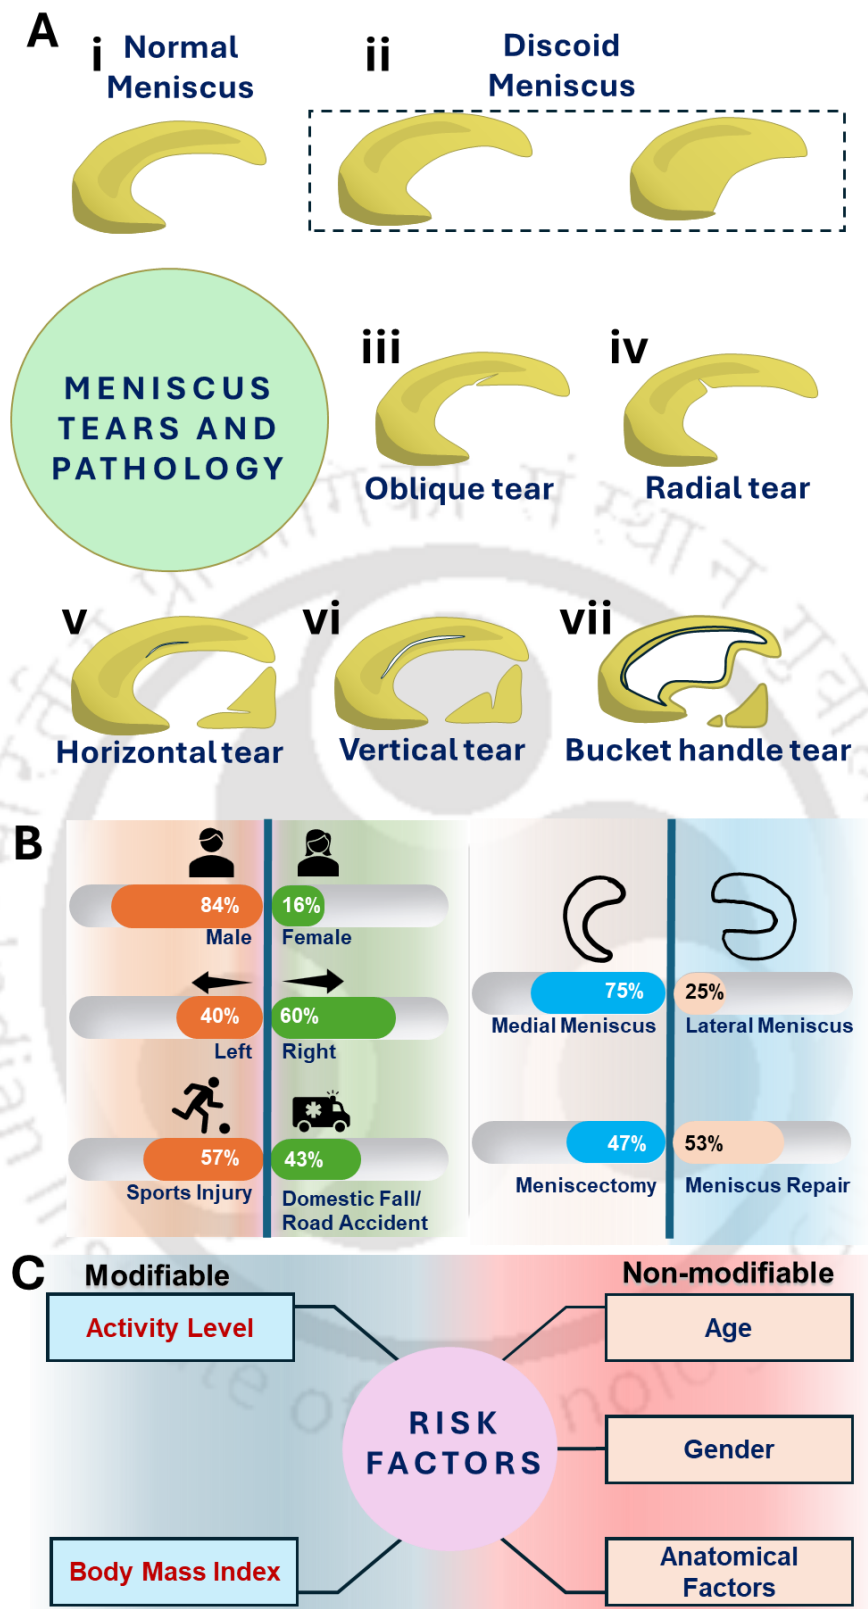 A
i
Normal
Meniscus
ii
Discoid
Meniscus
MENISCUS
TEARS AND
PATHOLOGY
iii
Oblique tear
iv
Radial tear
v
Horizontal tear
vi
Vertical tear
vii
Bucket handle tear
B
84%
16%
Male
Female
40%
60%
Left
Right
57%
43%
Sports Injury
Domestic Fall/
Road Accident
75%
25%
Medial Meniscus
Lateral Meniscus
47%
53%
Meniscectomy
Meniscus Repair
C
Modifiable
Non-modifiable
Activity Level
Age
RISK
FACTORS
Gender
Body Mass Index
Anatomical
Factors